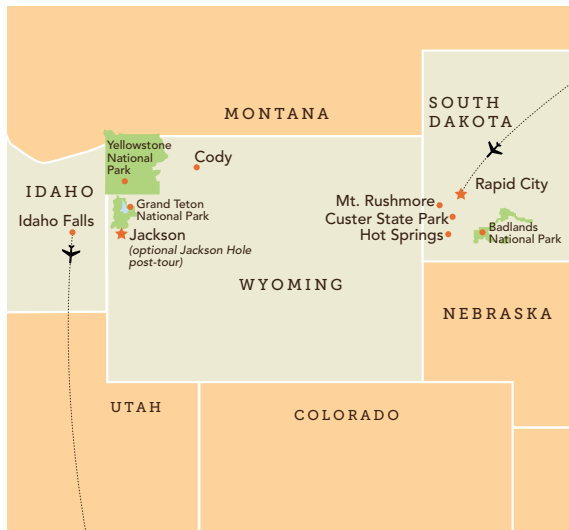 SOUTH
DAKOTA
MONTANA
Yellowstone
National
Park
Cody
IDAHO
Rapid City
Grand Teton
National Park
Mt. Rushmore
Idaho Falls
Custer State Park
Jackson
(optional Jackson Hole
post-tour)
Hot Springs
Badlands
National Park
WYOMING
NEBRASKA
UTAH
COLORADO